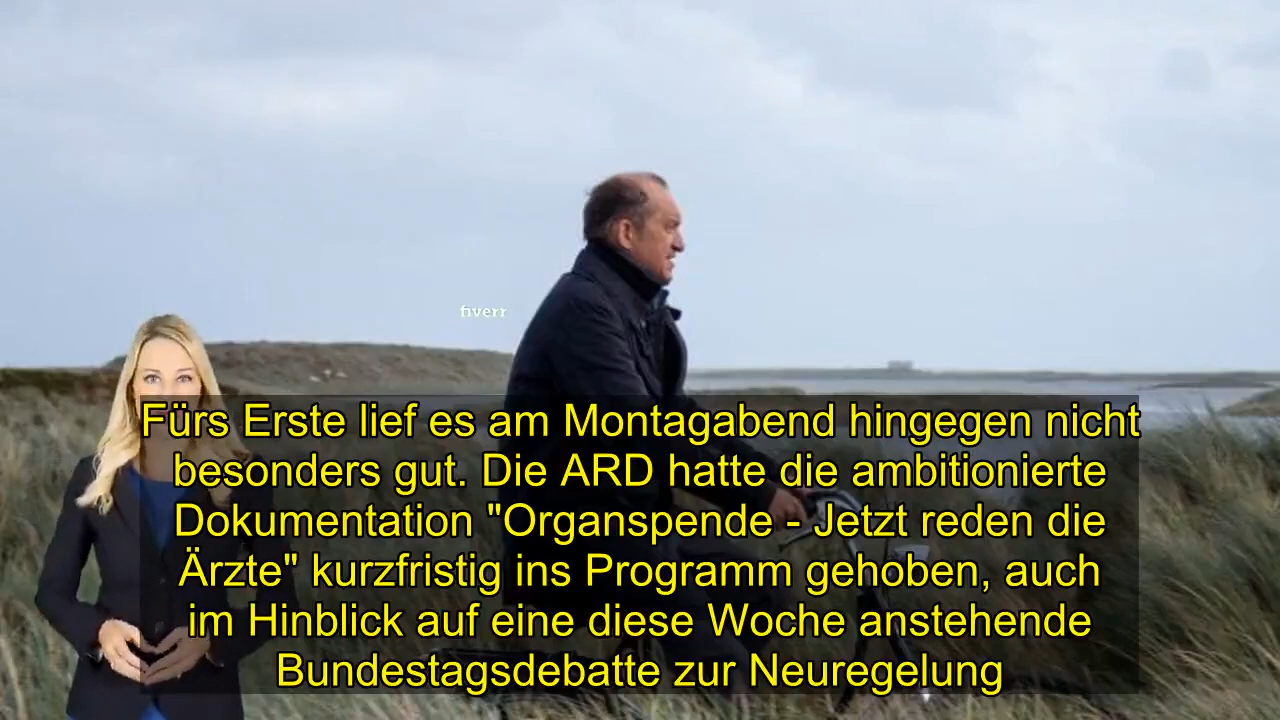 fiverr
Fürs Erste lief es am Montagabend hingegen nicht
besonders gut. Die ARD hatte die ambitionierte
Dokumentation "Organspende - Jetzt reden die
Ärzte" kurzfristig ins Programm gehoben, auch
im Hinblick auf eine diese Woche anstehende
Bundestagsdebatte zur Neuregelung